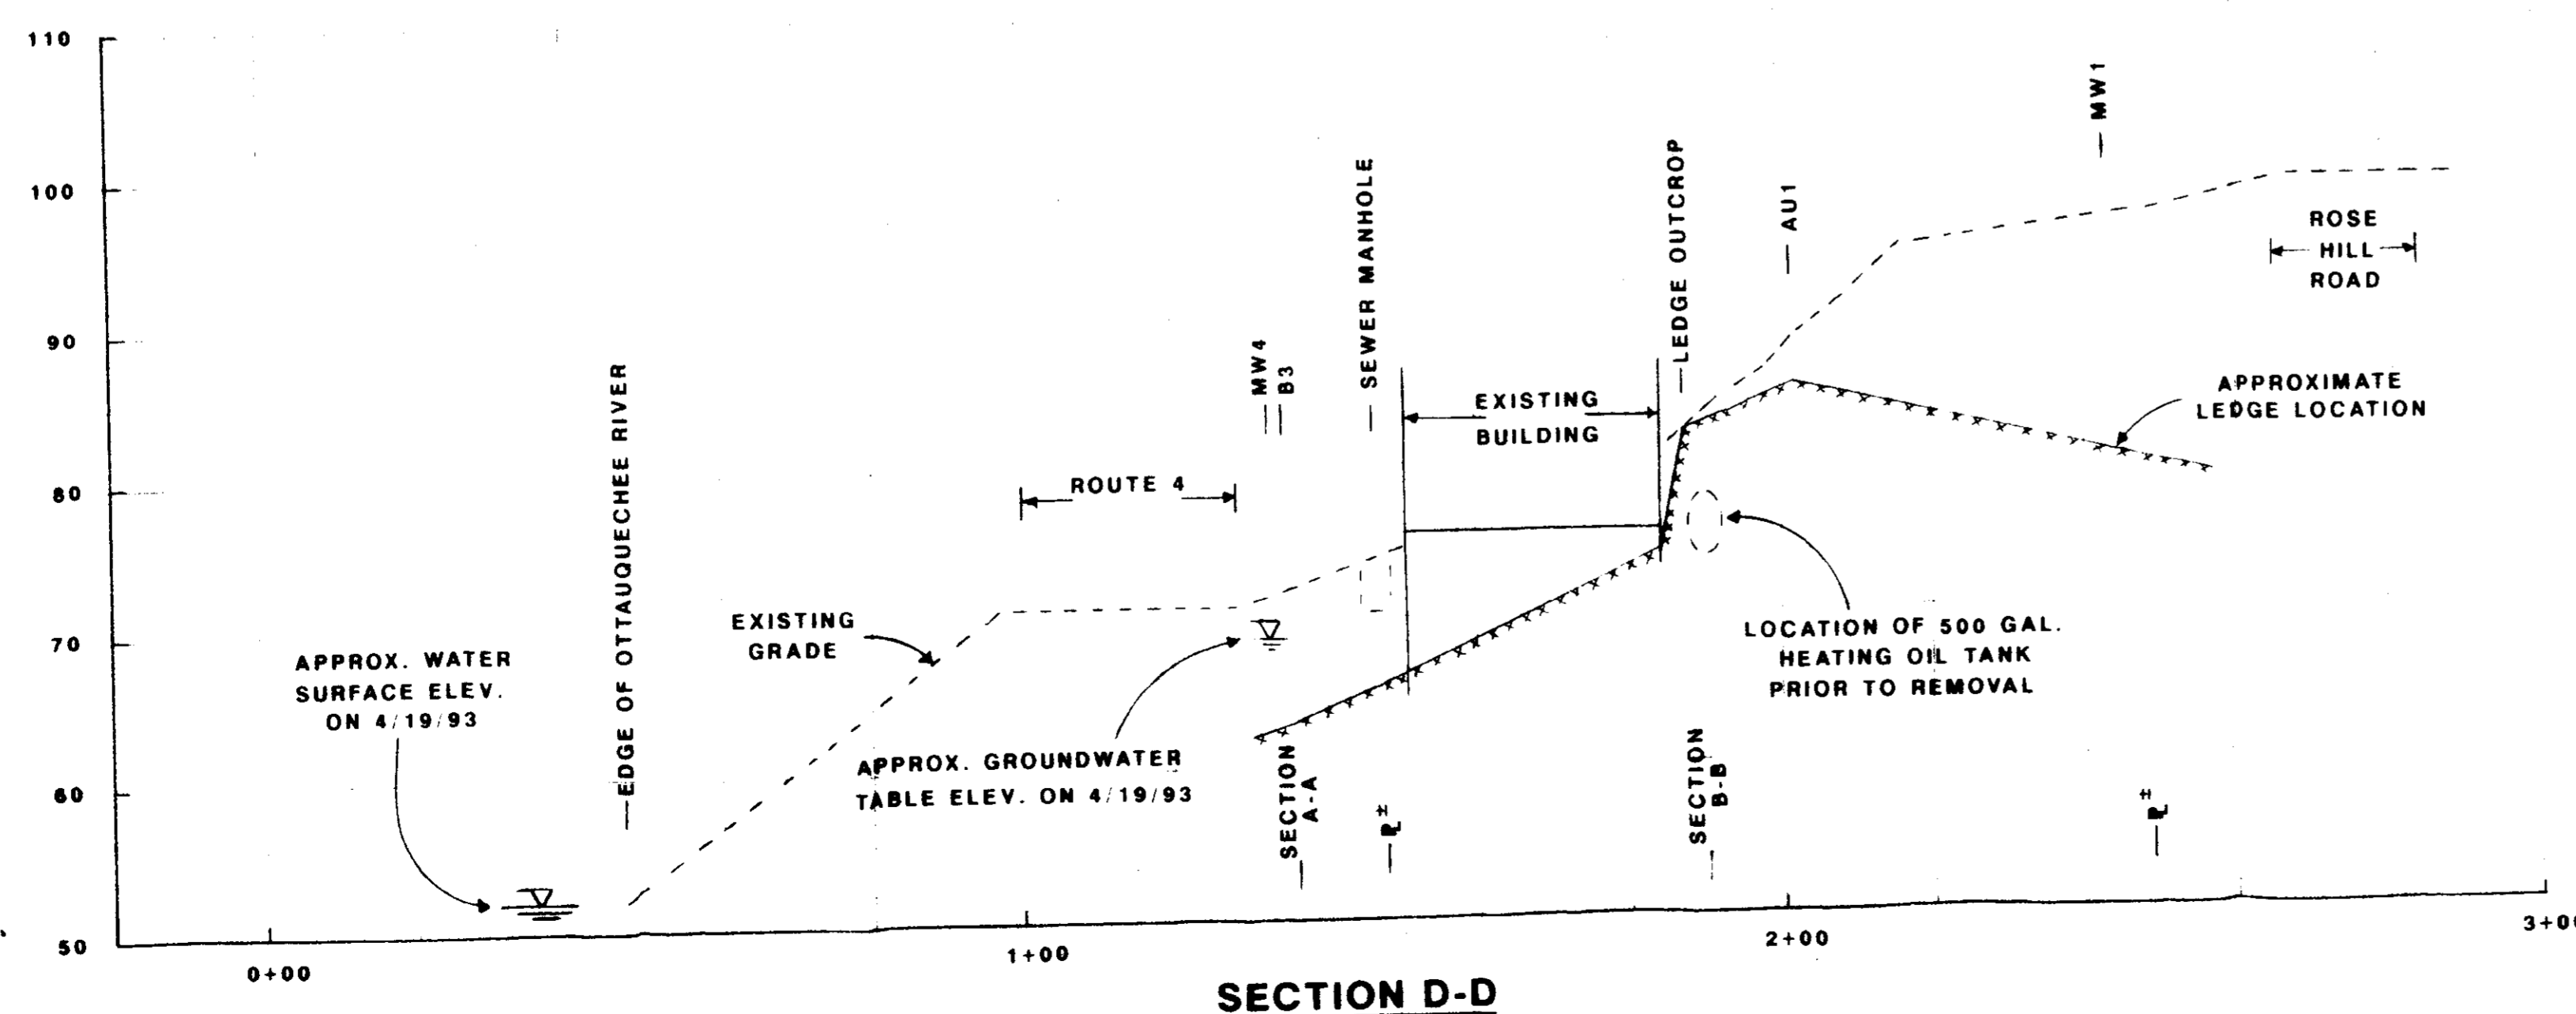 110
100
90
80
70
60
50
0+00
1+00
2+00
3+00
MW1
ROSE
HILL
ROAD
AU1
LEDGE OUTCROP
SEWER MANHOLE
MW4
B3
EXISTING
BUILDING
APPROXIMATE
LEDGE LOCATION
EDGE OF OTTAUQUECHEE RIVER
ROUTE 4
EXISTING
GRADE
APPROX. WATER
SURFACE ELEV.
ON 4/19/93
APPROX. GROUNDWATER
TABLE ELEV. ON 4/19/93
LOCATION OF 500 GAL.
HEATING OIL TANK
PRIOR TO REMOVAL
SECTION
A-A
PL±
SECTION
B-B
PL±
SECTION D-D